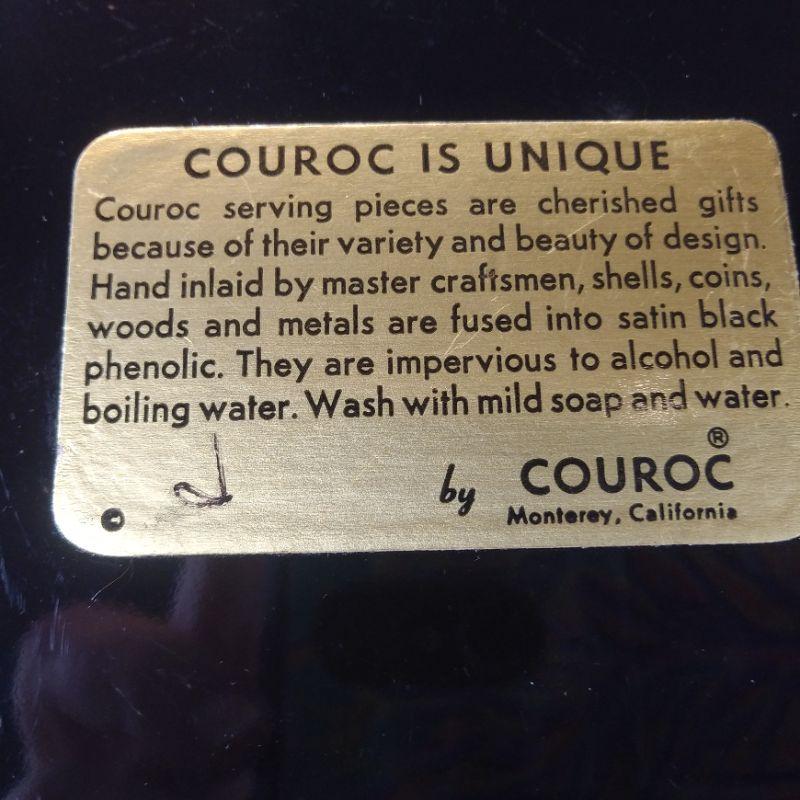 COUROC IS UNIQUE
Couroc serving pieces are cherished gifts
because of their variety and beauty of design.
Hand inlaid by master craftsmen, shells, coins,
woods and metals are fused into satin black
phenolic. They are impervious to alcohol and
boiling water. Wash with mild soap and water.
by COUROC®
Monterey, California